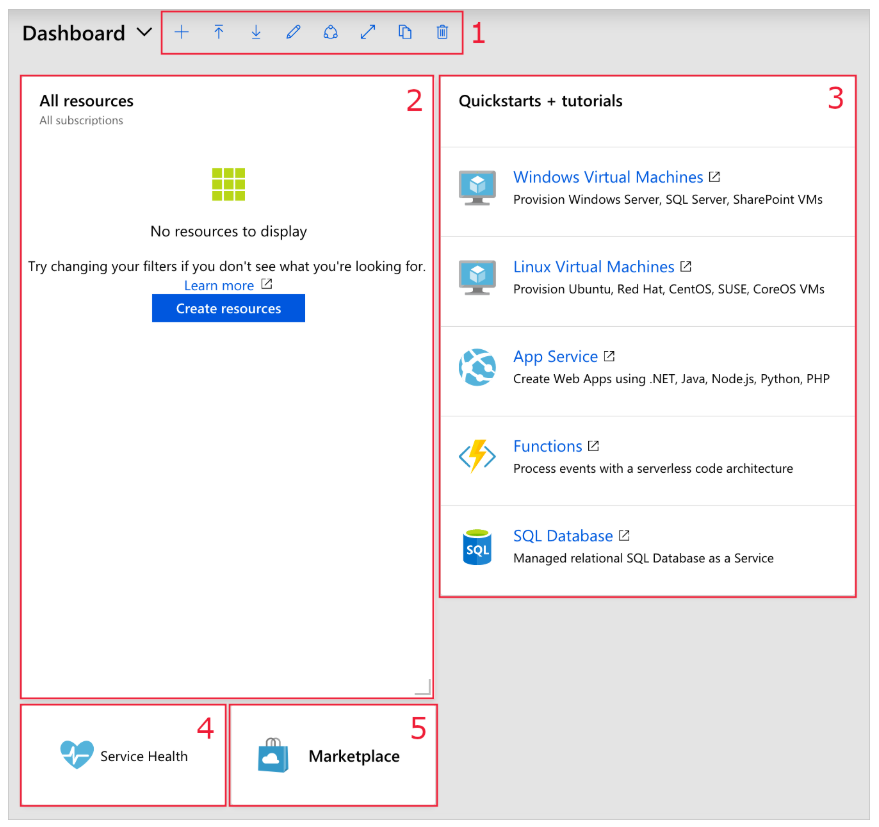 Dashboard
1
All resources
2
All subscriptions
No resources to display
Try changing your filters if you don't see what you're looking for.
Learn more
Create resources
Quickstarts + tutorials
3
Windows Virtual Machines
Provision Windows Server, SQL Server, SharePoint VMs
Linux Virtual Machines
Provision Ubuntu, Red Hat, CentOS, SUSE, CoreOS VMs
App Service
Create Web Apps using .NET, Java, Node.js, Python, PHP
Functions
Process events with a serverless code architecture
SQL
SQL Database
Managed relational SQL Database as a Service
4
Service Health
5
Marketplace